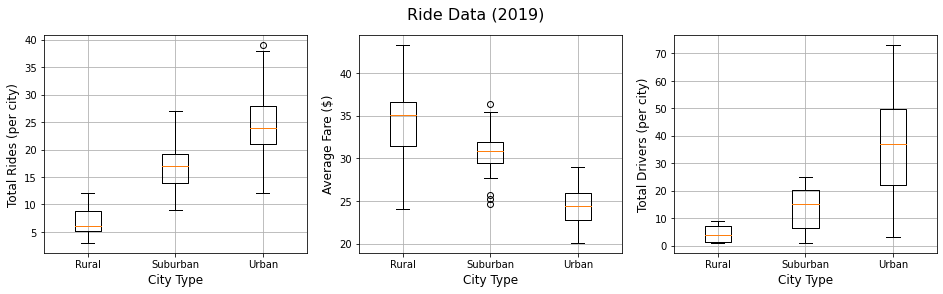 Ride Data (2019)
Total Rides (per city)
40
35
30
25
20
15
10
5
Rural Suburban Urban
City Type
Average Fare ($)
40
35
30
25
20
Rural Suburban Urban
City Type
Total Drivers (per city)
70
60
50
40
30
20
10
0
Rural Suburban Urban
City Type